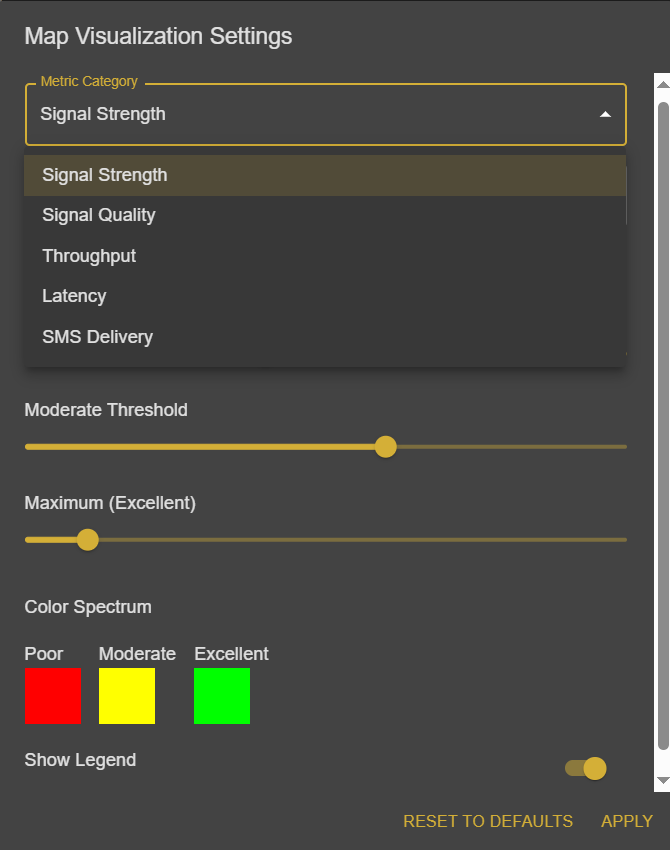 Map Visualization Settings
Metric Category
Signal Strength
Signal Strength
Signal Quality
Throughput
Latency
SMS Delivery
Moderate Threshold
Maximum (Excellent)
Color Spectrum
Poor Moderate Excellent
Show Legend
RESET TO DEFAULTS APPLY